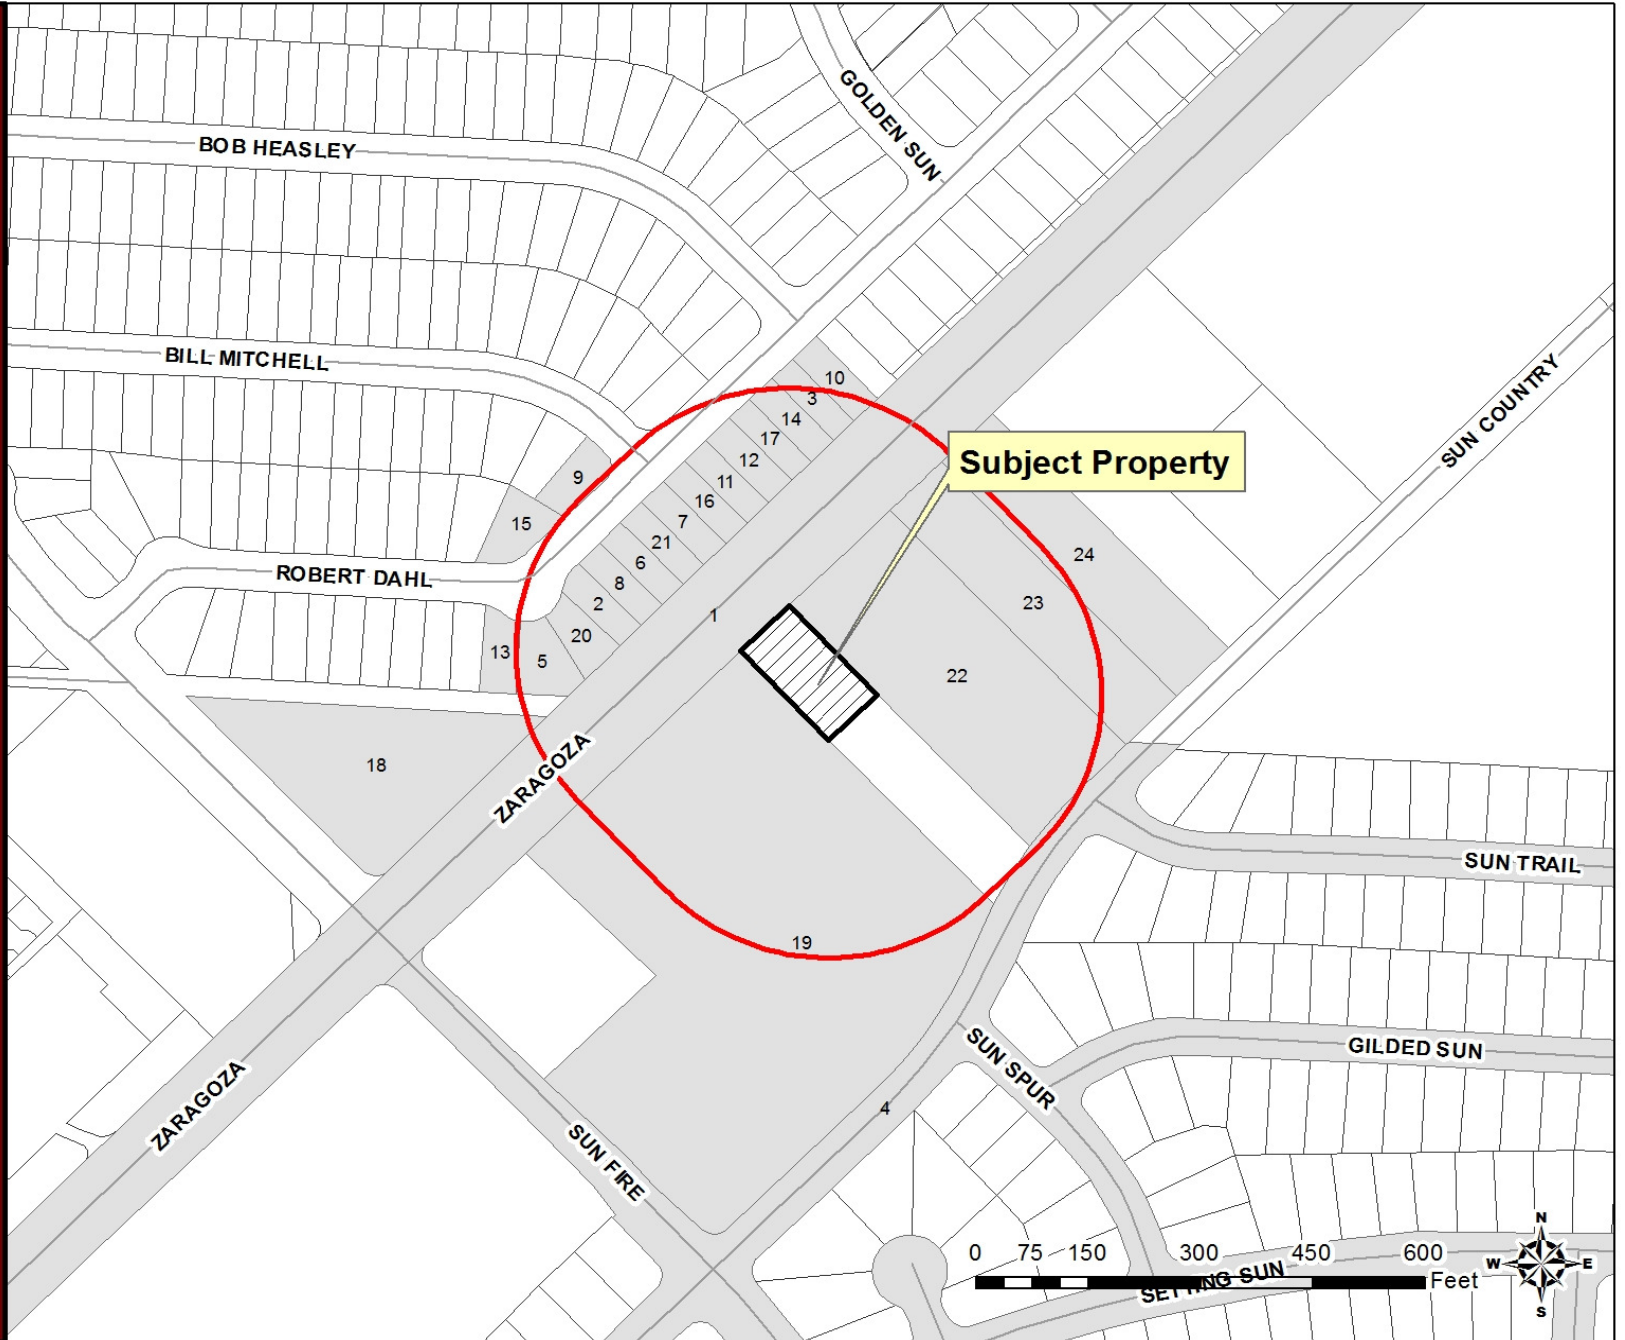 GOLDEN SUN
BOB HEASLEY
BILL MITCHELL
SUN COUNTRY
10
3
14
17
12
11
16
7
21
6
8
2
20
5
13
9
15
ROBERT DAHL
1
Subject Property
24
23
22
18
ZARAGOZA
19
SUN TRAIL
GILDED SUN
SUN SPUR
4
ZARAGOZA
SUN FIRE
SETTING SUN
0 75 150 300 450 600
Feet
N
W E
S